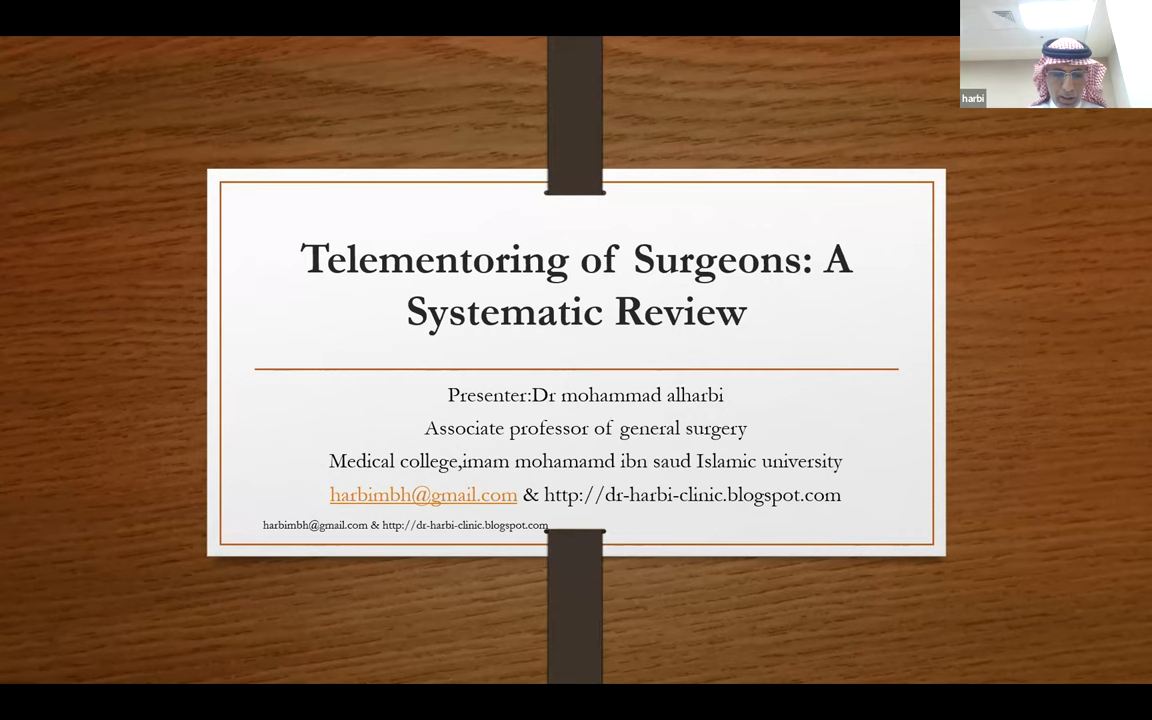 harbi
Telementoring of Surgeons: A
Systematic Review
Presenter:Dr mohammad alharbi
Associate professor of general surgery
Medical college,imam mohamamd ibn saud Islamic university
harbimbh@gmail.com & http://dr-harbi-clinic.blogspot.com
harbimbh@gmail.com & http://dr-harbi-clinic.blogspot.com